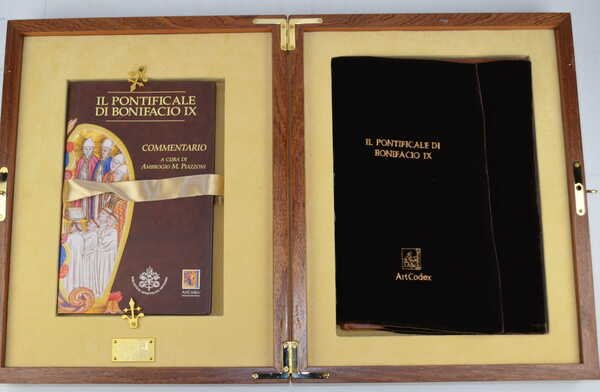 IL PONTIFICALE
DI BONIFACIO IX
COMMENTARIO
A CURA DI
AMBROGIO M. PIAZZONI
IL PONTIFICALE DI
BONIFACIO IX
ArtCodex